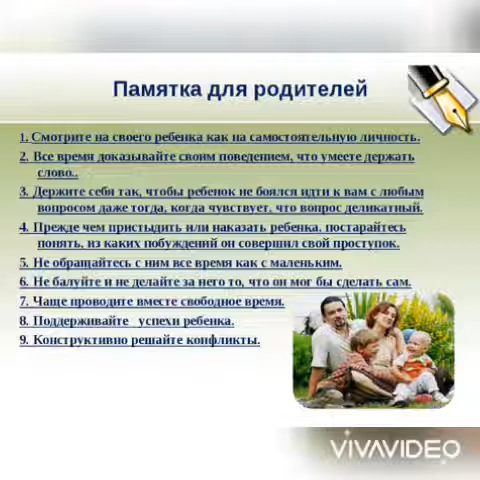 Памятка для родителей
1. Смотрите на своего ребенка как на самостоятельную личность.
2. Все время доказывайте своим поведением, что умеете держать
слово..
3. Держите себя так, чтобы ребенок не боялся идти к вам с любым
вопросом даже тогда, когда чувствует, что вопрос деликатный.
4. Прежде чем пристыдить или наказать ребенка, постарайтесь
понять, из каких побуждений он совершил свой проступок.
5. Не обращайтесь с ним все время как с маленьким.
6. Не балуйте и не делайте за него то, что он мог бы сделать сам.
7. Чаще проводите вместе свободное время.
8. Поддерживайте успехи ребенка.
9. Конструктивно решайте конфликты.
VIVAVIDEO